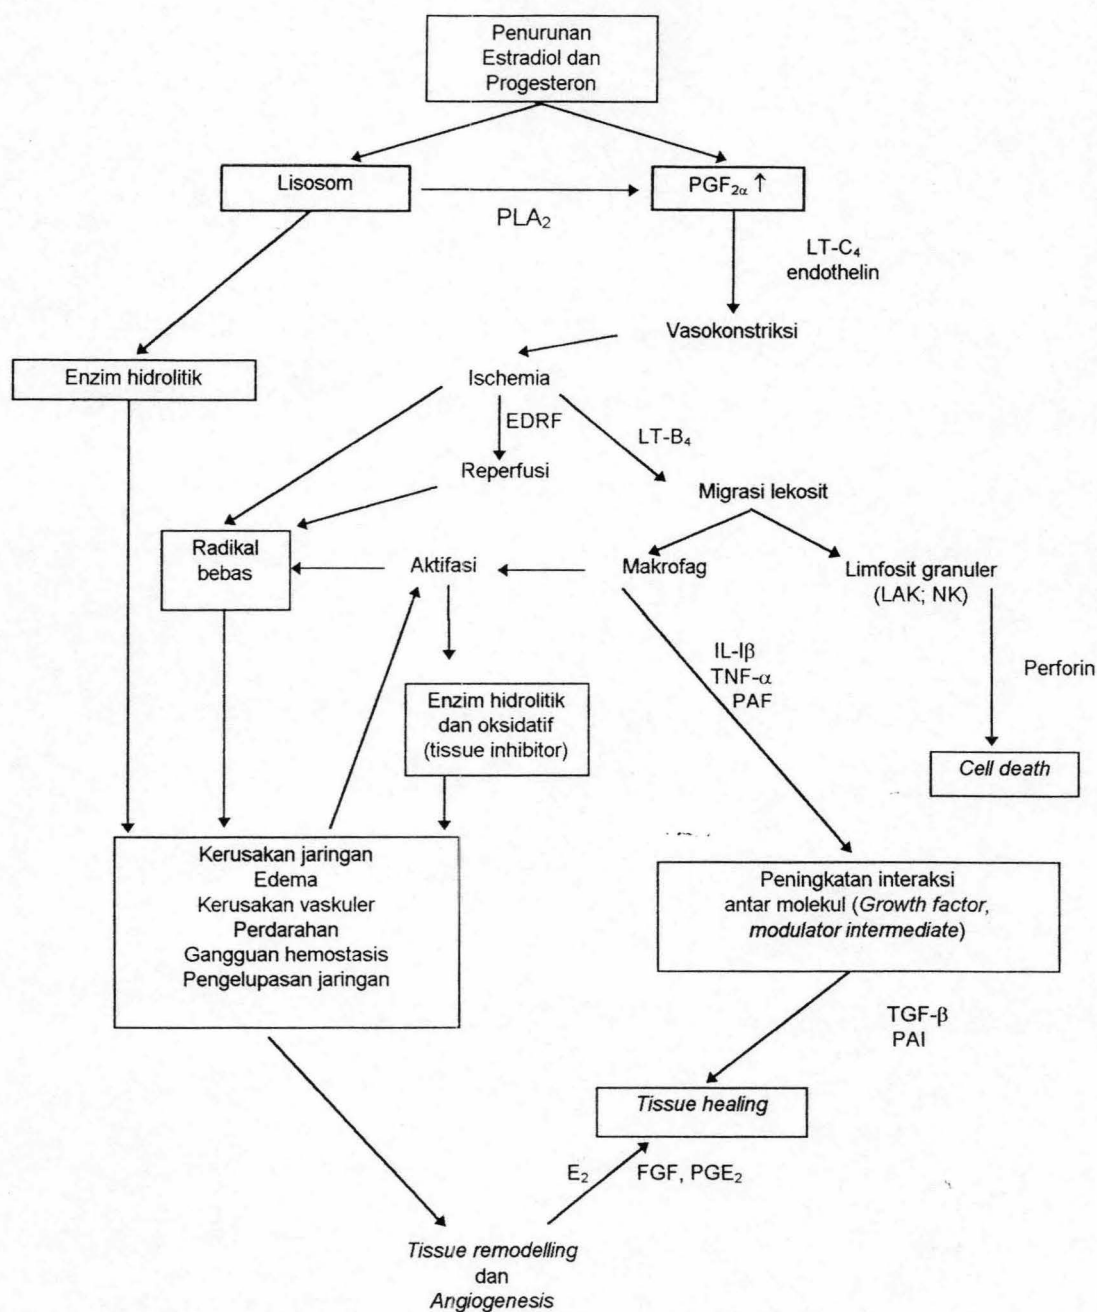 Penurunan
Estradiol dan
Progesteron
Lisosom
PGF₂α ↑
PLA₂
LT-C₄
endothelin
Vasokonstriksi
Enzim hidrolitik
Ischemia
EDRF
LT-B₄
Reperfusi
Migrasi lekosit
Radikal
bebas
Aktifasi
Makrofag
Limfosit granuler
(LAK; NK)
IL-Iβ
TNF-α
PAF
Perforin
Enzim hidrolitik
dan oksidatif
(tissue inhibitor)
Cell death
Kerusakan jaringan
Edema
Kerusakan vaskuler
Perdarahan
Gangguan hemostasis
Pengelupasan jaringan
Peningkatan interaksi
antar molekul (Growth factor,
modulator intermediate)
TGF-β
PAI
Tissue healing
E₂
FGF, PGE₂
Tissue remodelling
dan
Angiogenesis